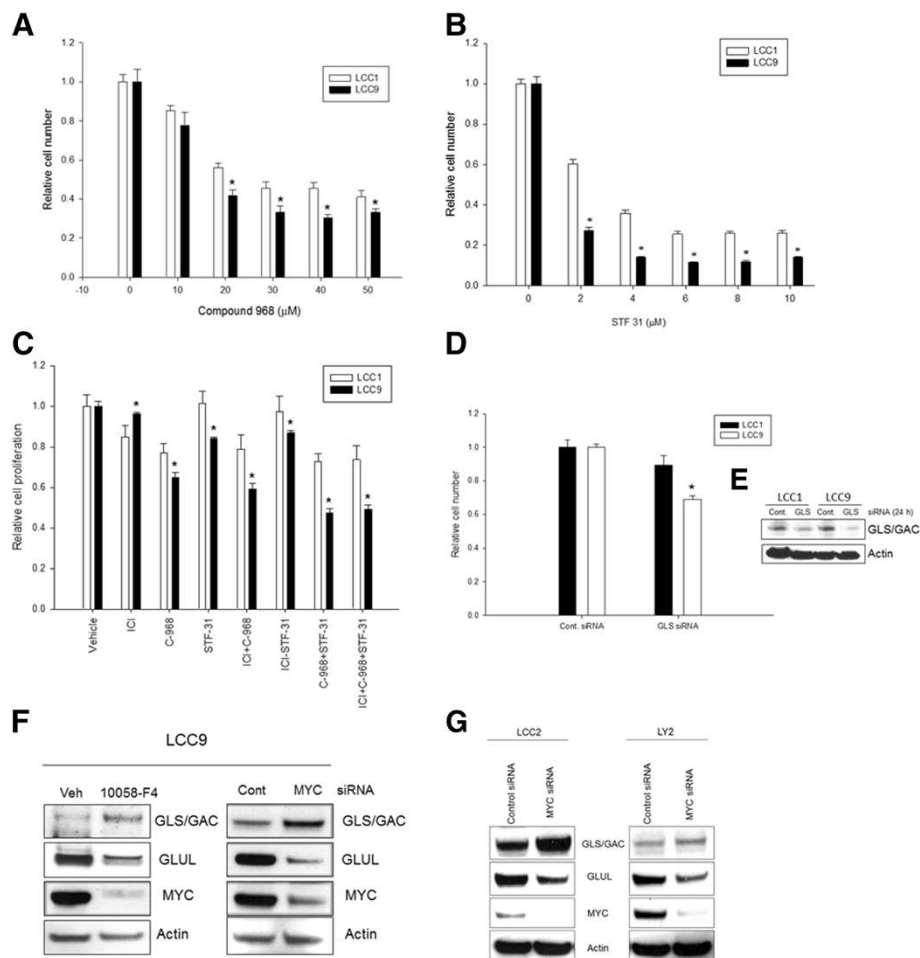 A
1.2
1.0
0.8
0.6
0.4
0.2
0.0
Relative cell number
LCC1
LCC9
*
*
*
*
-10
0
10
20
30
40
50
Compound 968 (μM)
B
1.2
1.0
0.8
0.6
0.4
0.2
0.0
Relative cell number
LCC1
LCC9
*
*
*
*
*
0
2
4
6
8
10
STF 31 (μM)
C
1.2
1.0
0.8
0.6
0.4
0.2
0.0
Relative cell proliferation
LCC1
LCC9
*
*
*
*
*
*
*
Vehicle
ICI
C-968
STF-31
ICI+C-968
ICI-STF-31
C-968+STF-31
ICI+C-968+STF-31
D
1.2
1.0
0.8
0.6
0.4
0.2
0.0
Relative cell number
LCC1
LCC9
*
Cont. siRNA
GLS siRNA
E
LCC1 LCC9
Cont. GLS Cont. GLS siRNA (24 h)
GLS/GAC
Actin
F
LCC9
Veh 10058-F4
GLS/GAC
GLUL
MYC
Actin
Cont MYC siRNA
GLS/GAC
GLUL
MYC
Actin
G
LCC2 LY2
Control siRNA
MYC siRNA
Control siRNA
MYC siRNA
GLS/GAC
GLUL
MYC
Actin